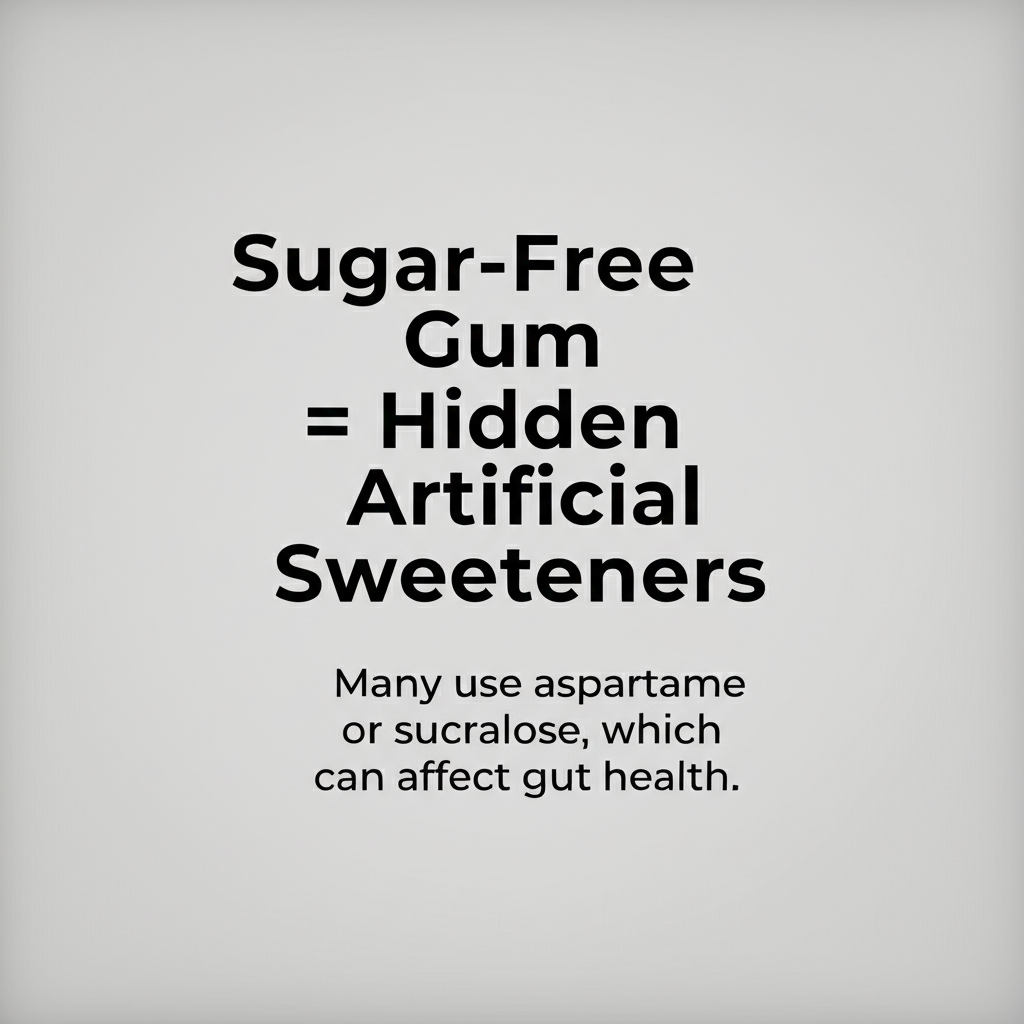 Sugar-Free
Gum
= Hidden
Artificial
Sweeteners
Many use aspartame
or sucralose, which
can affect gut health.